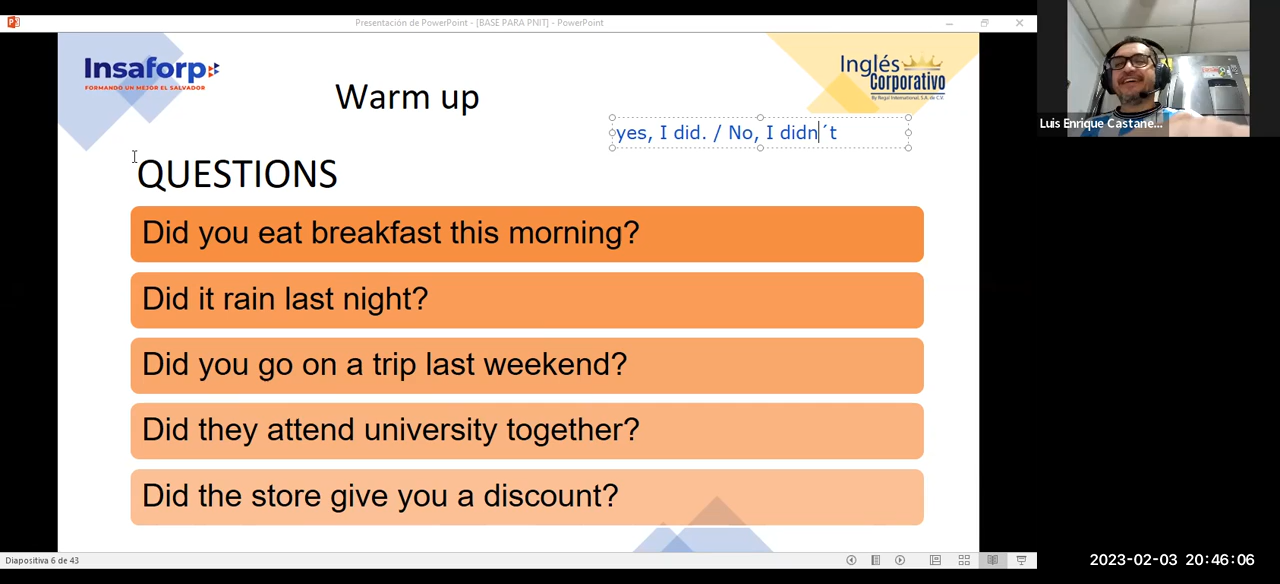 Presentación de PowerPoint - [BASE PARA PNIT] - PowerPoint
Insaforp
FORMANDO UN MEJOR EL SALVADOR
Inglés
Corporativo
By Regal International, S.A. de C.V.
Warm up
yes, I did. / No, I didn´t
QUESTIONS
Did you eat breakfast this morning?
Did it rain last night?
Did you go on a trip last weekend?
Did they attend university together?
Did the store give you a discount?
Luis Enrique Castane...
Diapositiva 6 de 43
2023-02-03 20:46:06